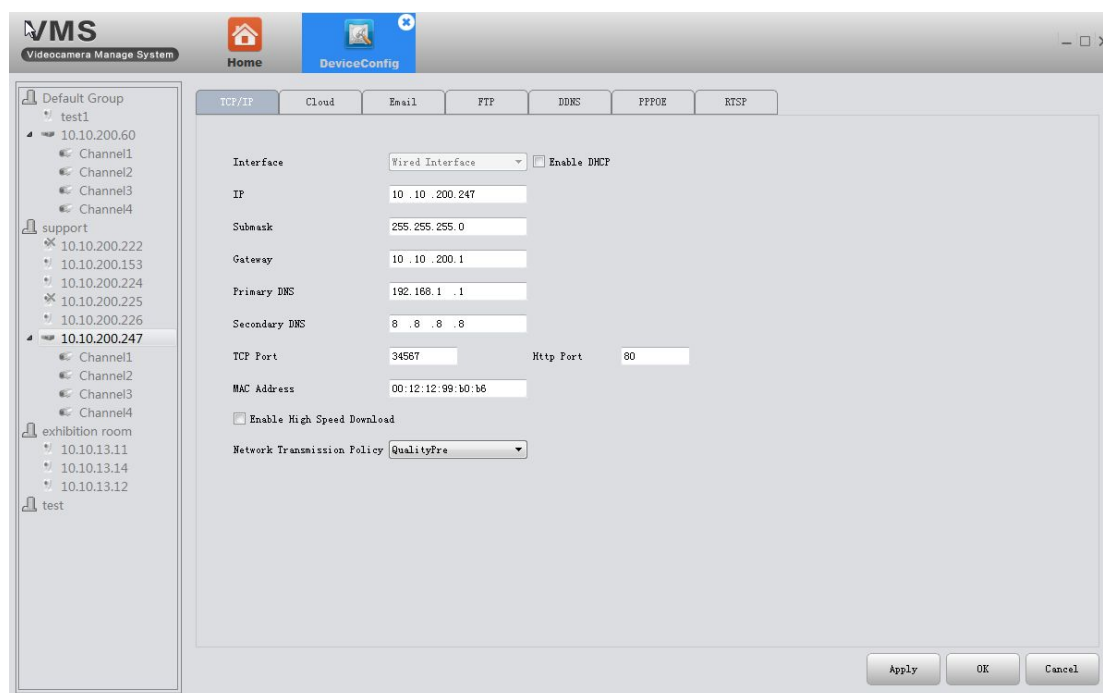 VMS
Videocamera Manage System
Home
DeviceConfig
Default Group
test1
10.10.200.60
Channel1
Channel2
Channel3
Channel4
support
10.10.200.222
10.10.200.153
10.10.200.224
10.10.200.225
10.10.200.226
10.10.200.247
Channel1
Channel2
Channel3
Channel4
exhibition room
10.10.13.11
10.10.13.14
10.10.13.12
test
TCP/IP Cloud Email FTP DDNS PPPOE RTSP
Interface Wired Interface Enable DHCP
IP 10 .10 .200.247
Submask 255.255.255.0
Gateway 10 .10 .200.1
Primary DNS 192.168.1 .1
Secondary DNS 8 .8 .8 .8
TCP Port 34567 Http Port 80
MAC Address 00:12:12:99:b0:b6
Enable High Speed Download
Network Transmission Policy QualityPre
Apply OK Cancel